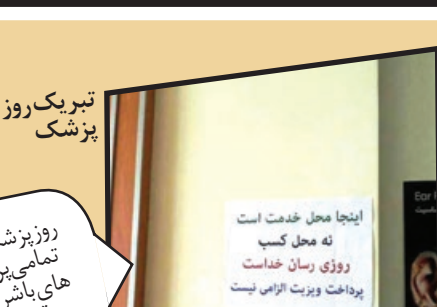 تبریک روز
پزشک
اینجا محل خدمت است
نه محل کسب
روزی رسان خداست
پرداخت ویزیت الزامی نیست
تمامی
های باشر
Ear